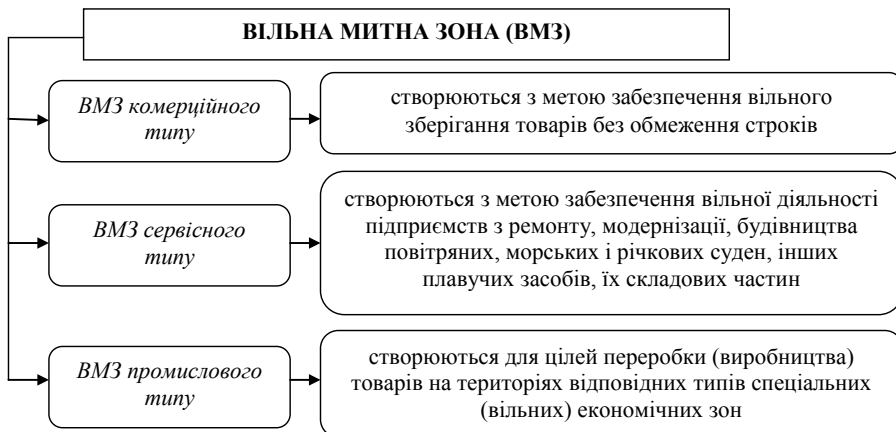 ВІЛЬНА МИТНА ЗОНА (ВМЗ)
ВМЗ комерційного
типу
створюються з метою забезпечення вільного
зберігання товарів без обмеження строків
ВМЗ сервісного
типу
створюються з метою забезпечення вільної діяльності
підприємств з ремонту, модернізації, будівництва
повітряних, морських і річкових суден, інших
плавучих засобів, їх складових частин
ВМЗ промислового
типу
створюються для цілей переробки (виробництва)
товарів на територіях відповідних типів спеціальних
(вільних) економічних зон